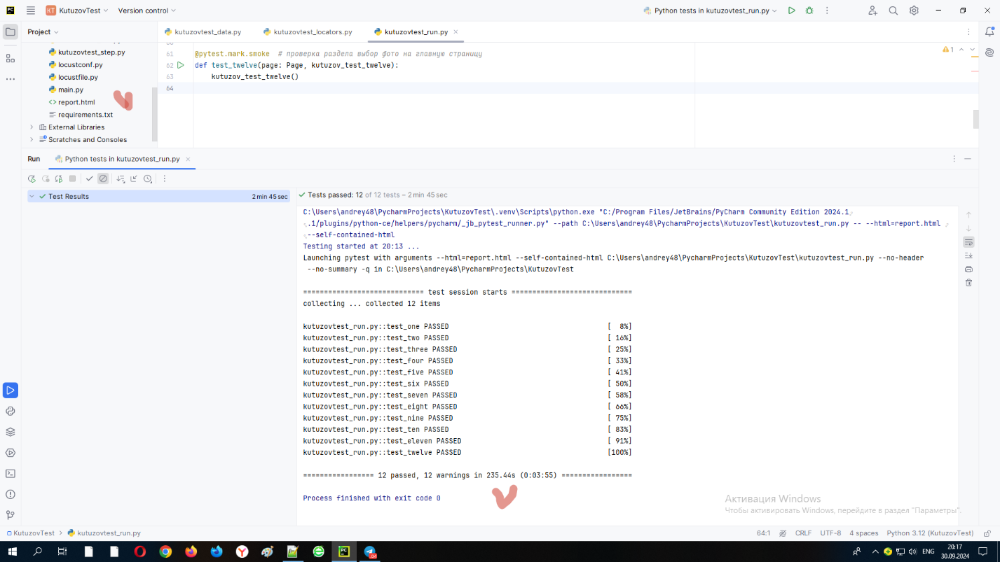 PC KT KutuzovTest Version control Python tests in kutuzovtest_run.py
Project kutuzovtest_data.py kutuzovtest_locators.py kutuzovtest_run.py
kutuzovtest_step.py
locustconf.py
locustfile.py
main.py
report.html
requirements.txt
External Libraries
Scratches and Consoles
61 @pytest.mark.smoke # проверка раздела выбор фото на главную страницу 1
62 def test_twelve(page: Page, kutuzov_test_twelve):
63 kutuzov_test_twelve()
64
Run Python tests in kutuzovtest_run.py
Test Results 2 min 45 sec
Tests passed: 12 of 12 tests – 2 min 45 sec
C:\Users\andrey48\PycharmProjects\KutuzovTest\.venv\Scripts\python.exe "C:/Program Files/JetBrains/PyCharm Community Edition 2024.1
.1/plugins/python-ce/helpers/pycharm/_jb_pytest_runner.py" --path C:\Users\andrey48\PycharmProjects\KutuzovTest\kutuzovtest_run.py -- --html=report.html
--self-contained-html
Testing started at 20:13 ...
Launching pytest with arguments --html=report.html --self-contained-html C:\Users\andrey48\PycharmProjects\KutuzovTest\kutuzovtest_run.py --no-header
--no-summary -q in C:\Users\andrey48\PycharmProjects\KutuzovTest
============================= test session starts =============================
collecting ... collected 12 items
kutuzovtest_run.py::test_one PASSED [  8%]
kutuzovtest_run.py::test_two PASSED [ 16%]
kutuzovtest_run.py::test_three PASSED [ 25%]
kutuzovtest_run.py::test_four PASSED [ 33%]
kutuzovtest_run.py::test_five PASSED [ 41%]
kutuzovtest_run.py::test_six PASSED [ 50%]
kutuzovtest_run.py::test_seven PASSED [ 58%]
kutuzovtest_run.py::test_eight PASSED [ 66%]
kutuzovtest_run.py::test_nine PASSED [ 75%]
kutuzovtest_run.py::test_ten PASSED [ 83%]
kutuzovtest_run.py::test_eleven PASSED [ 91%]
kutuzovtest_run.py::test_twelve PASSED [100%]
================= 12 passed, 12 warnings in 235.44s (0:03:55) =================
Process finished with exit code 0
Активация Windows
Чтобы активировать Windows, перейдите в раздел "Параметры".
KutuzovTest kutuzovtest_run.py 64:1 CRLF UTF-8 4 spaces Python 3.12 (KutuzovTest)
ENG 20:17
30.09.2024